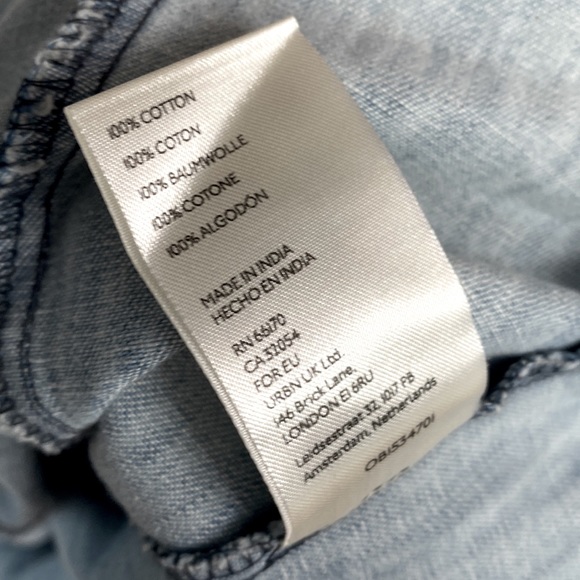 100% COTTON
100% COTON
100% BAUMWOLLE
100% COTONE
100% ALGODÓN
MADE IN INDIA
HECHO EN INDIA
RN 66170
CA 32054
FOR EU
URBN UK Ltd.
146 Brick Lane,
LONDON E1 6RU
Leidsestraat 32, 1017 PB
Amsterdam, Netherlands
OB1534701